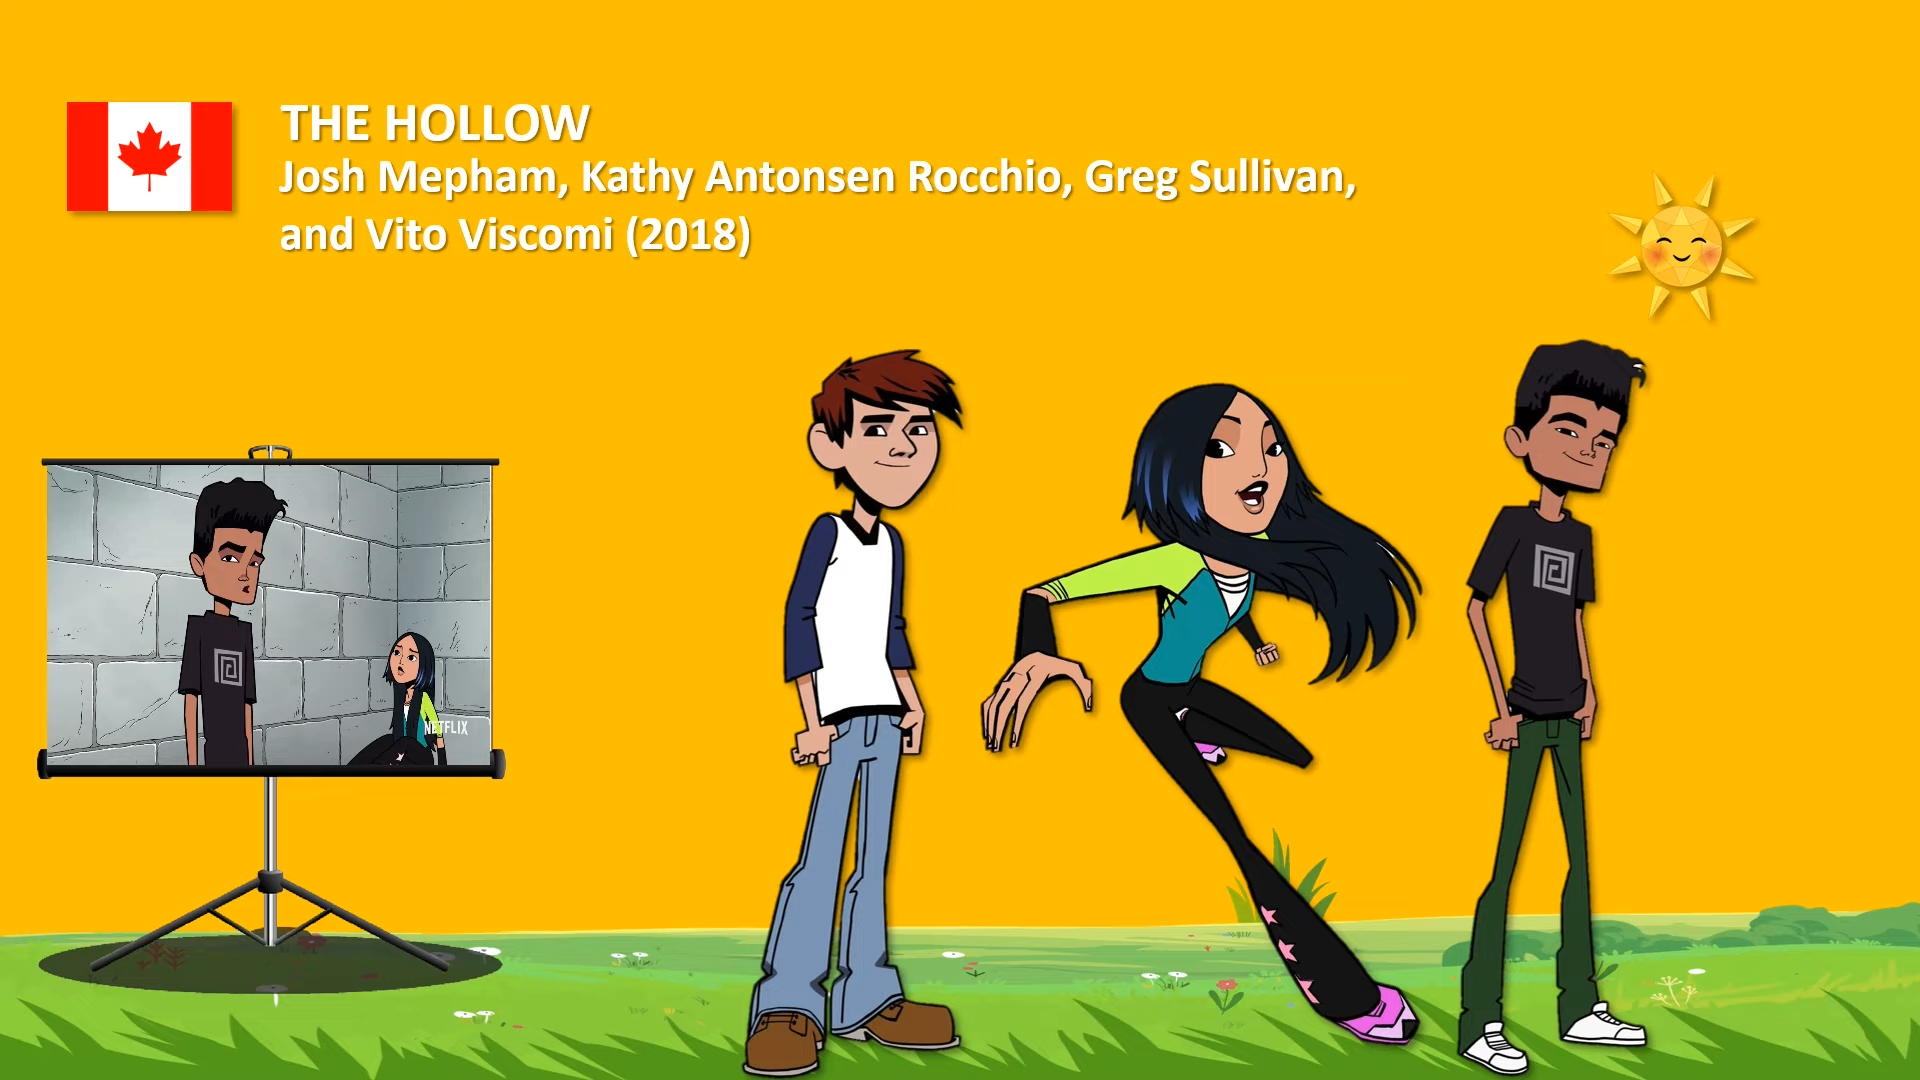 THE HOLLOW
Josh Mepham, Kathy Antonsen Rocchio, Greg Sullivan,
and Vito Viscomi (2018)
NETFLIX